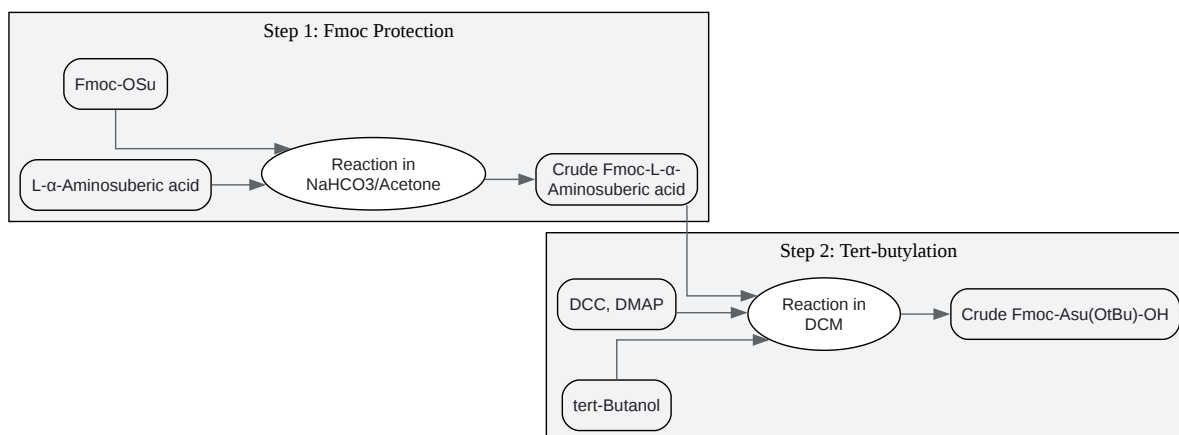 Step 1: Fmoc Protection
Fmoc-OSu
L-α-Aminosuberic acid
Reaction in
NaHCO3/Acetone
Crude Fmoc-L-α-
Aminosuberic acid
Step 2: Tert-butylation
DCC, DMAP
tert-Butanol
Reaction in
DCM
Crude Fmoc-Asu(OtBu)-OH